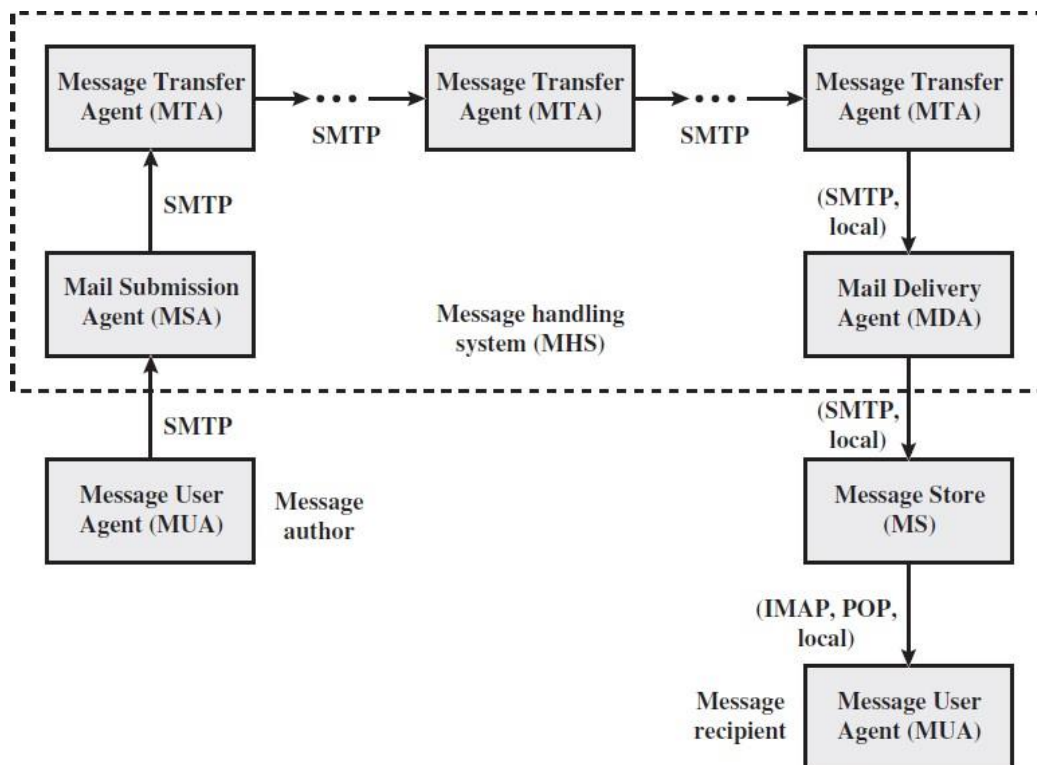 Message Transfer
Agent (MTA)
SMTP
Message Transfer
Agent (MTA)
SMTP
Message Transfer
Agent (MTA)
SMTP
(SMTP,
local)
Mail Submission
Agent (MSA)
Message handling
system (MHS)
Mail Delivery
Agent (MDA)
SMTP
(SMTP,
local)
Message User
Agent (MUA)
Message
author
Message Store
(MS)
(IMAP, POP,
local)
Message
recipient
Message User
Agent (MUA)